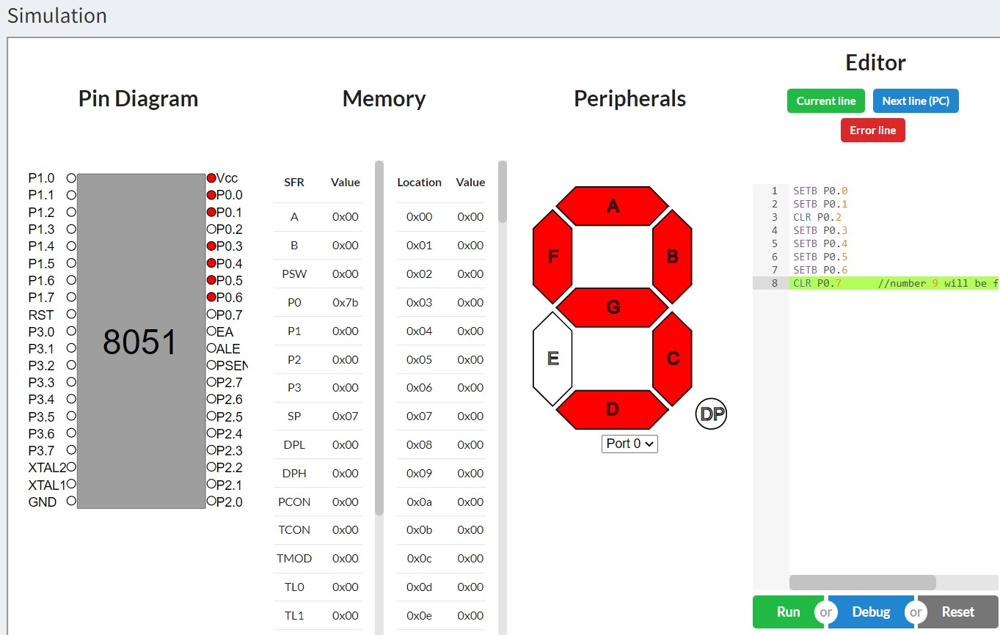 Simulation
Pin Diagram
P1.0 Vcc
P1.1 P0.0
P1.2 P0.1
P1.3 P0.2
P1.4 P0.3
P1.5 P0.4
P1.6 P0.5
P1.7 P0.6
RST P0.7
P3.0 EA
P3.1 ALE
P3.2 PSEN
P3.3 P2.7
P3.4 P2.6
P3.5 P2.5
P3.6 P2.4
P3.7 P2.3
XTAL2 P2.2
XTAL1 P2.1
GND P2.0
8051
Memory
SFR Value
A 0x00
B 0x00
PSW 0x00
P0 0x7b
P1 0x00
P2 0x00
P3 0x00
SP 0x07
DPL 0x00
DPH 0x00
PCON 0x00
TCON 0x00
TMOD 0x00
TL0 0x00
TL1 0x00
Location Value
0x00 0x00
0x01 0x00
0x02 0x00
0x03 0x00
0x04 0x00
0x05 0x00
0x06 0x00
0x07 0x00
0x08 0x00
0x09 0x00
0x0a 0x00
0x0b 0x00
0x0c 0x00
0x0d 0x00
0x0e 0x00
Peripherals
A
F B
G
E C
D
DP
Port 0
Editor
Current line Next line (PC)
Error line
1 SETB P0.0
2 SETB P0.1
3 CLR P0.2
4 SETB P0.3
5 SETB P0.4
6 SETB P0.5
7 SETB P0.6
8 CLR P0.7 //number 9 will be f
Run or Debug or Reset